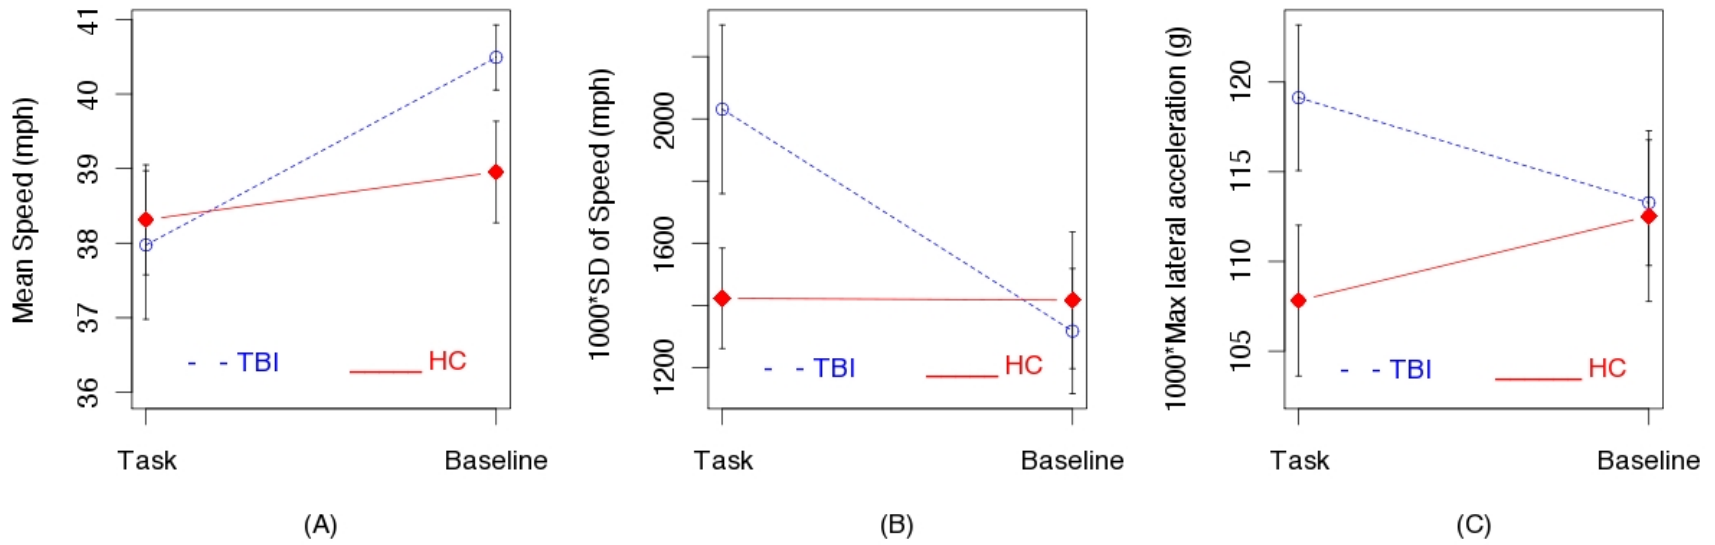 Mean Speed (mph)
41
40
39
38
37
36
TBI
HC
Task
Baseline
(A)
1000*SD of Speed (mph)
2000
1600
1200
TBI
HC
Task
Baseline
(B)
1000*Max lateral acceleration (g)
120
115
110
105
TBI
HC
Task
Baseline
(C)